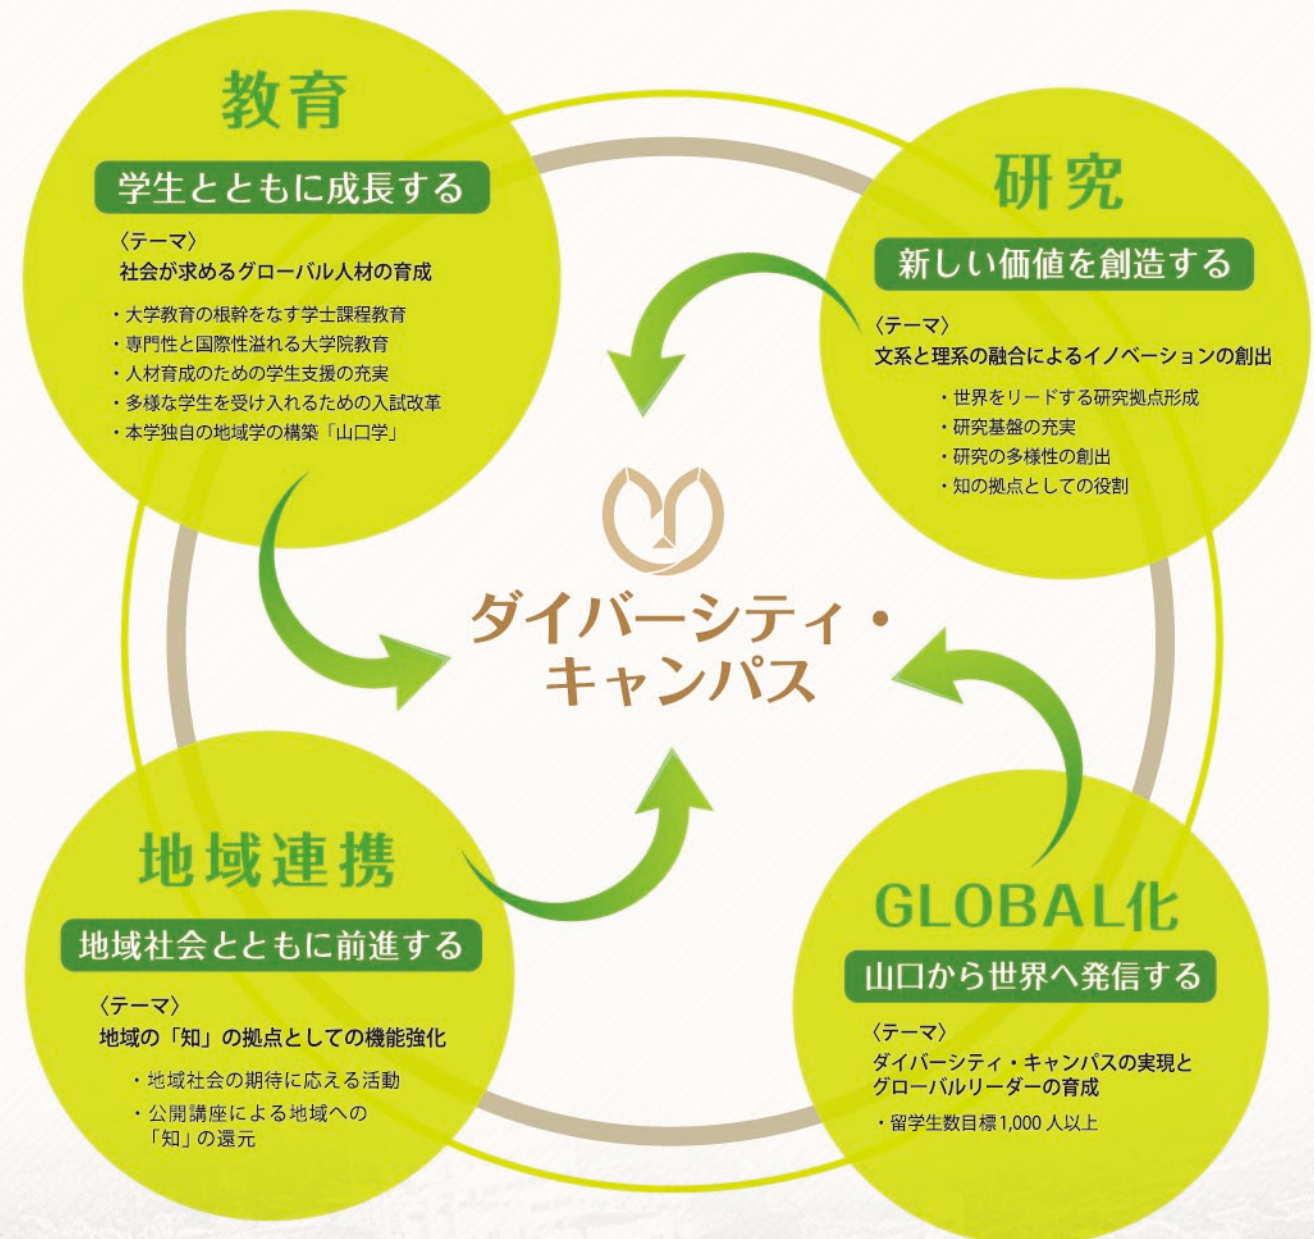 教育
学生とともに成長する
〈テーマ〉
社会が求めるグローバル人材の育成
・大学教育の根幹をなす学士課程教育
・専門性と国際性溢れる大学院教育
・人材育成のための学生支援の充実
・多様な学生を受け入れるための入試改革
・本学独自の地域学の構築「山口学」
研究
新しい価値を創造する
〈テーマ〉
文系と理系の融合によるイノベーションの創出
・世界をリードする研究拠点形成
・研究基盤の充実
・研究の多様性の創出
・知の拠点としての役割
ダイバーシティ・
キャンパス
地域連携
地域社会とともに前進する
〈テーマ〉
地域の「知」の拠点としての機能強化
・地域社会の期待に応える活動
・公開講座による地域への
「知」の還元
GLOBAL化
山口から世界へ発信する
〈テーマ〉
ダイバーシティ・キャンパスの実現と
グローバルリーダーの育成
・留学生数目標1,000 人以上